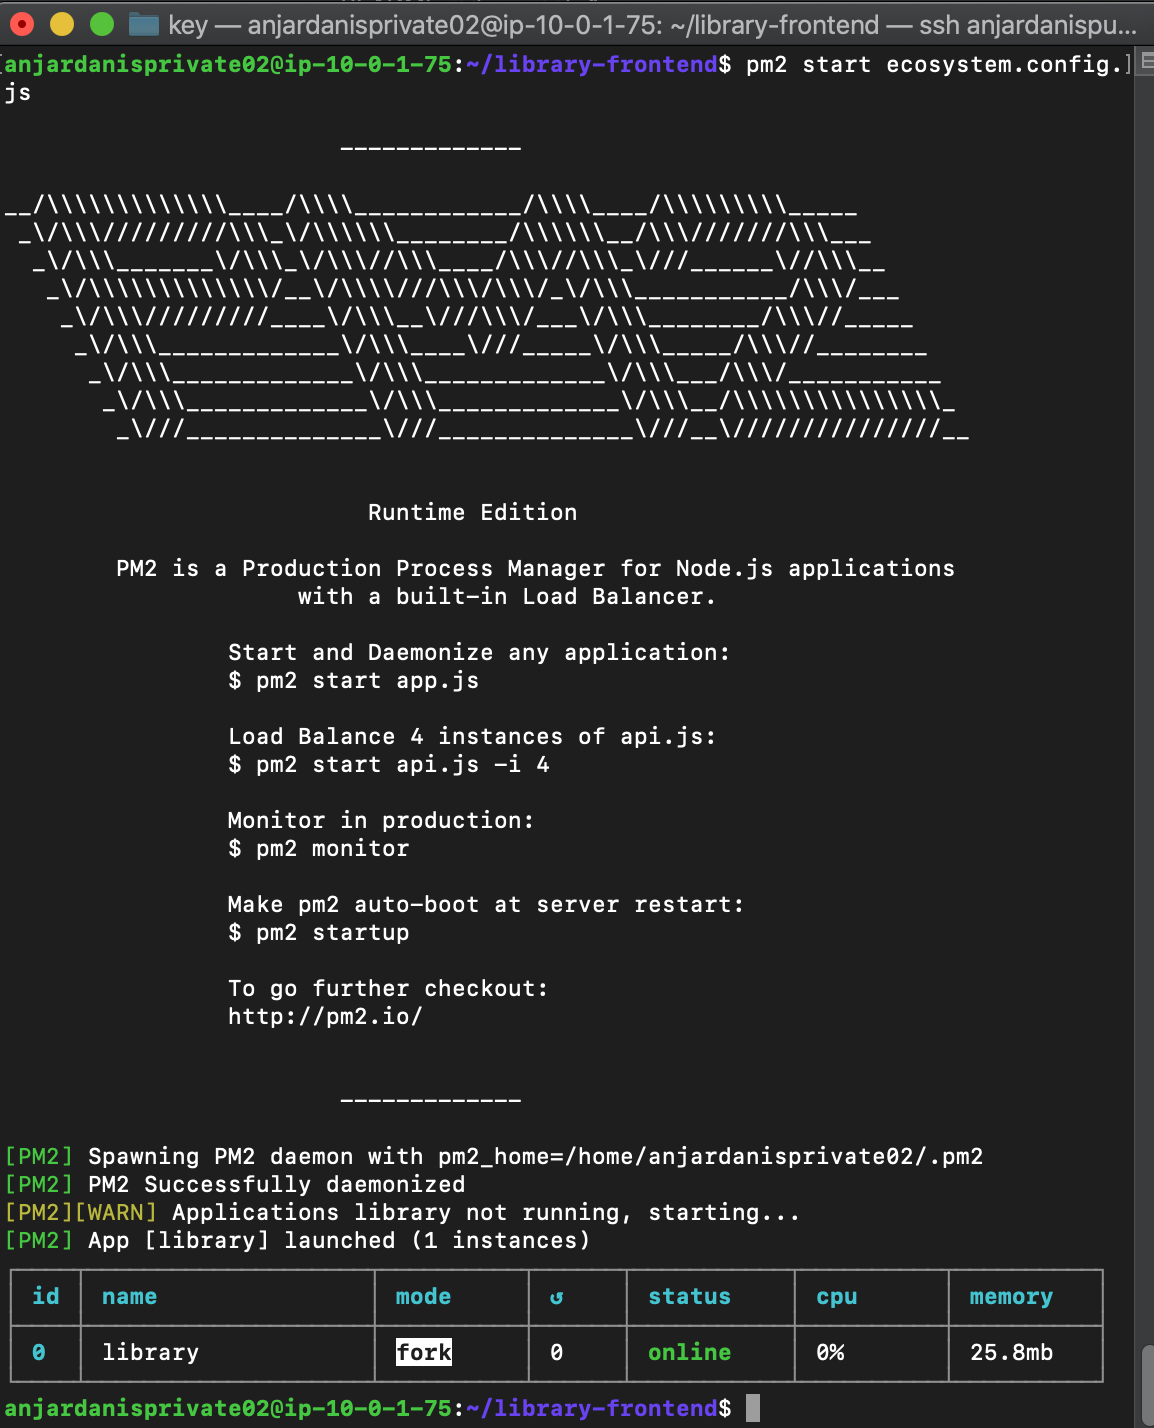 key — anjardanisprivate02@ip-10-0-1-75: ~/library-frontend — ssh anjardanispu...
[anjardanisprivate02@ip-10-0-1-75:~/library-frontend$ pm2 start ecosystem.config.]
js
-------------
__/\\\\\\\\\\\\\____/\\\\____________/\\\\____/\\\\\\\\\_____
_\/\\\/////////\\\_\/\\\\\\________/\\\\\\__/\\\///////\\\___
_\/\\\_______\/\\\_\/\\\//\\\____/\\\//\\\_\///______\//\\\__
_\/\\\\\\\\\\\\\/__\/\\\\///\\\/\\\/_\/\\\___________/\\\/___
_\/\\\/////////____\/\\\__\///\\\/___\/\\\________/\\\//_____
_\/\\\_____________\/\\\____\///_____\/\\\_____/\\\//________
_\/\\\_____________\/\\\_____________\/\\\___/\\\/___________
_\/\\\_____________\/\\\_____________\/\\\__/\\\\\\\\\\\\\\\_
_\///______________\///______________\///__\///////////////__
Runtime Edition
PM2 is a Production Process Manager for Node.js applications
with a built-in Load Balancer.
Start and Daemonize any application:
$ pm2 start app.js
Load Balance 4 instances of api.js:
$ pm2 start api.js -i 4
Monitor in production:
$ pm2 monitor
Make pm2 auto-boot at server restart:
$ pm2 startup
To go further checkout:
http://pm2.io/
-------------
[PM2] Spawning PM2 daemon with pm2_home=/home/anjardanisprivate02/.pm2
[PM2] PM2 Successfully daemonized
[PM2][WARN] Applications library not running, starting...
[PM2] App [library] launched (1 instances)
id name mode ↺ status cpu memory
0 library fork 0 online 0% 25.8mb
anjardanisprivate02@ip-10-0-1-75:~/library-frontend$